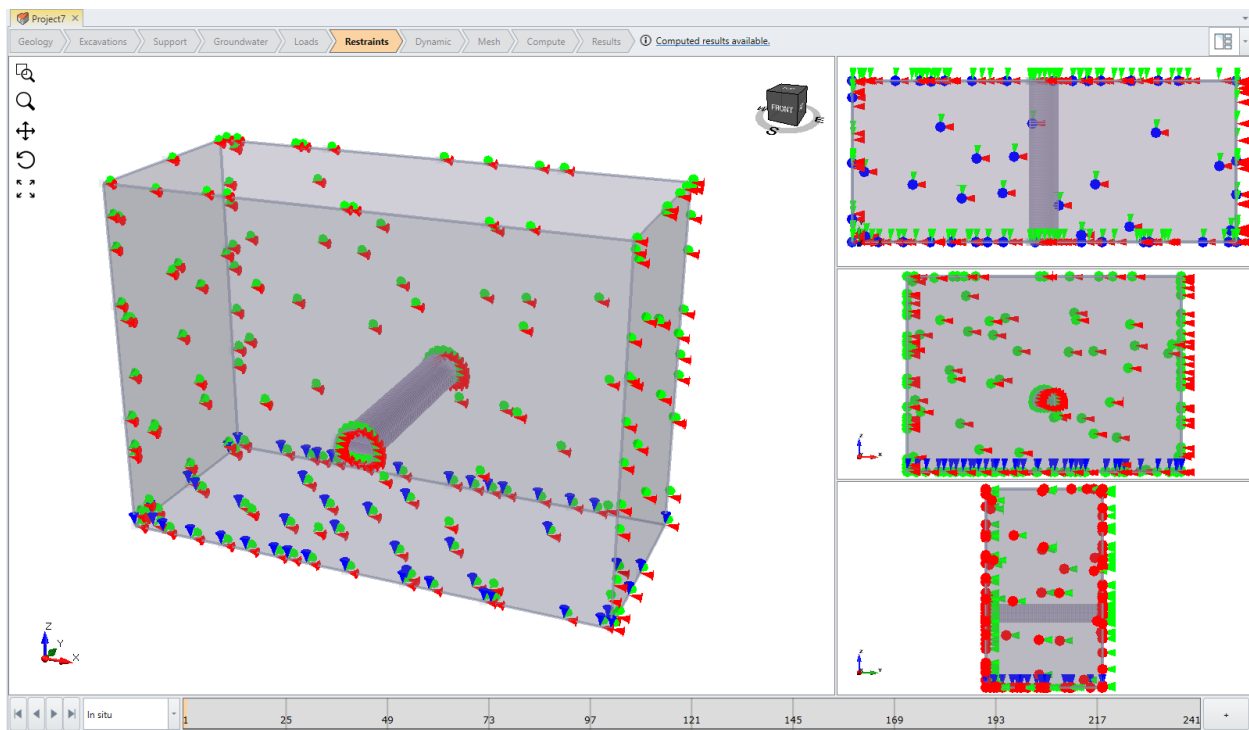 Project7
Geology Excavations Support Groundwater Loads Restraints Dynamic Mesh Compute Results Computed results available.
FRONT
S
E
Z
Y
X
Z
X
Z
Y
In situ
1 25 49 73 97 121 145 169 193 217 241